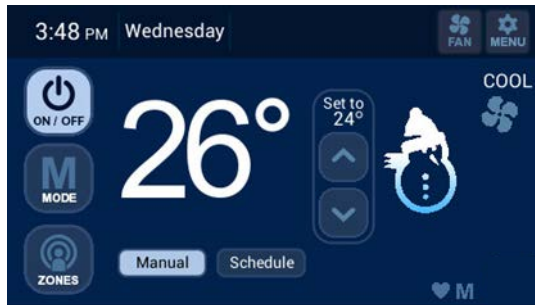 3:48 PM Wednesday
FAN MENU
COOL
ON / OFF
26°
Set to
24°
M
MODE
ZONES
Manual Schedule
M